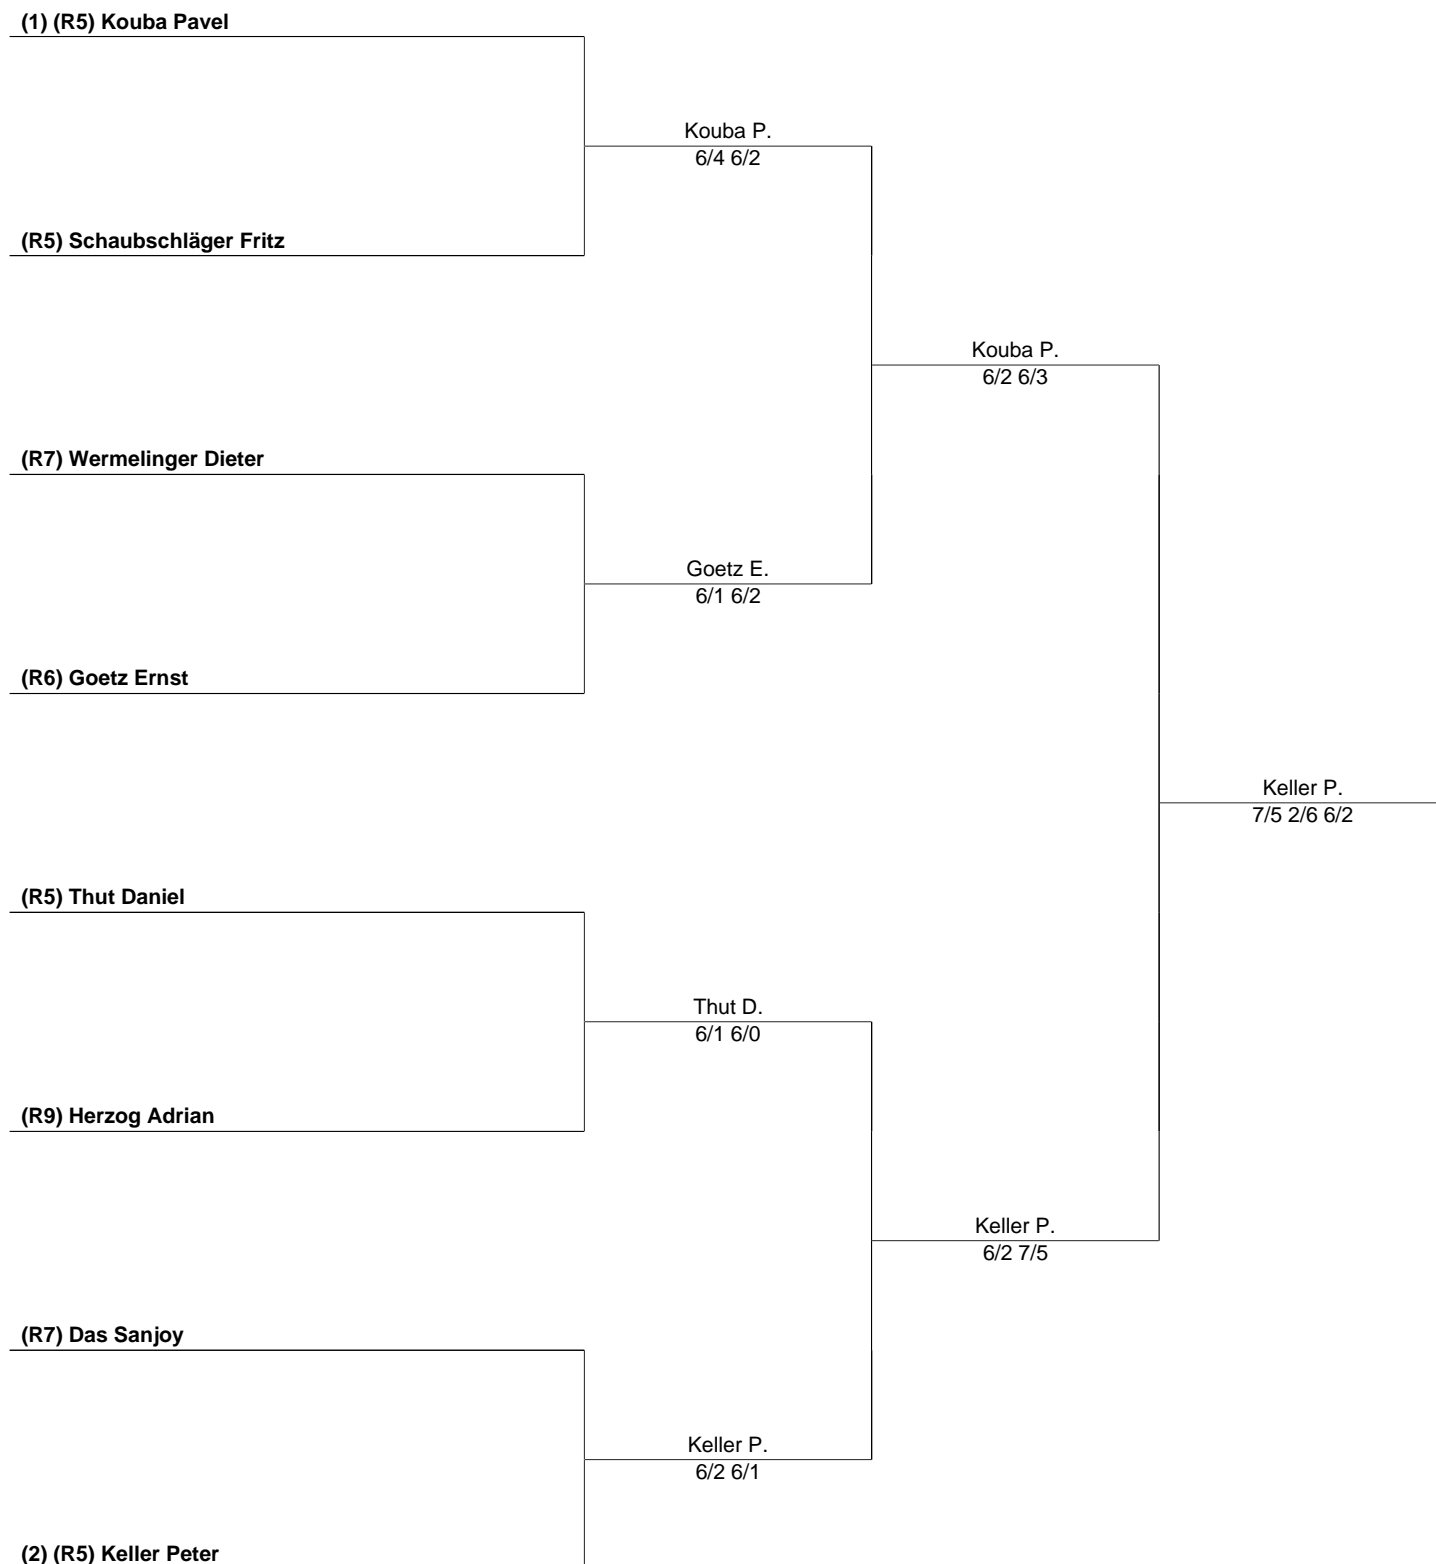 (1) (R5) Kouba Pavel
Kouba P.
6/4 6/2
(R5) Schaubschläger Fritz
Kouba P.
6/2 6/3
(R7) Wermelinger Dieter
Goetz E.
6/1 6/2
(R6) Goetz Ernst
Keller P.
7/5 2/6 6/2
(R5) Thut Daniel
Thut D.
6/1 6/0
(R9) Herzog Adrian
Keller P.
6/2 7/5
(R7) Das Sanjoy
Keller P.
6/2 6/1
(2) (R5) Keller Peter